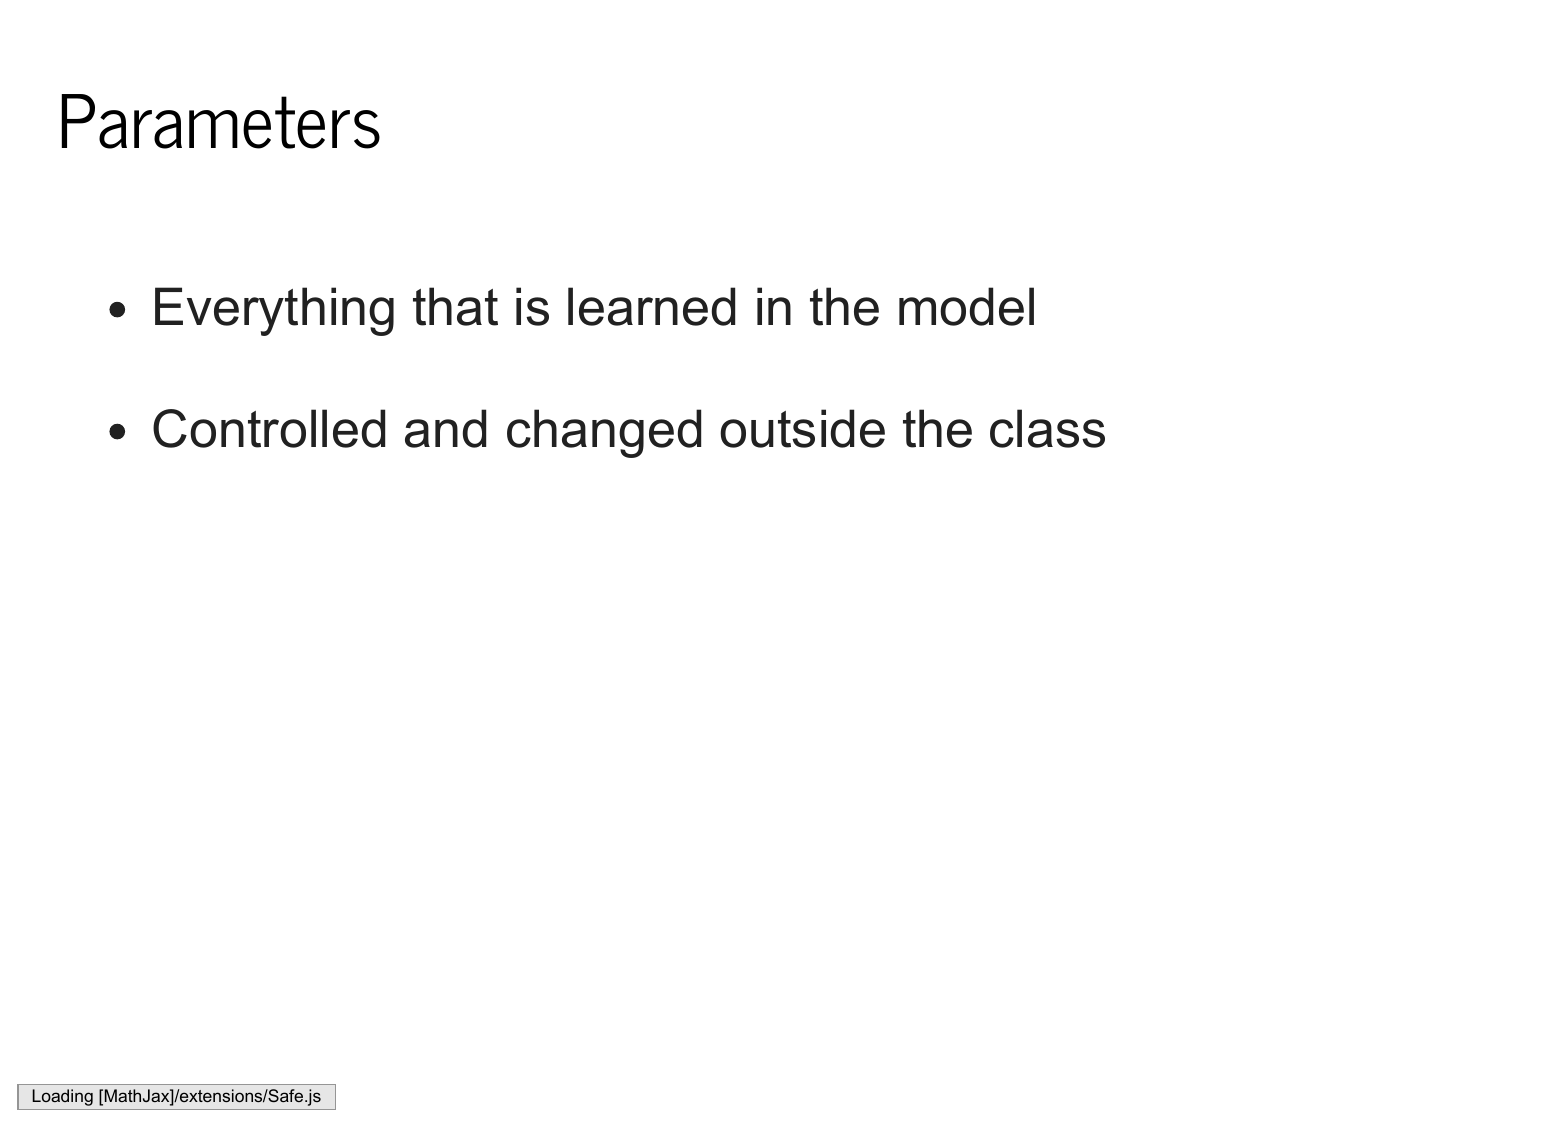 Parameters
• Everything that is learned in the model
• Controlled and changed outside the class
Loading [MathJax]/extensions/Safe.js